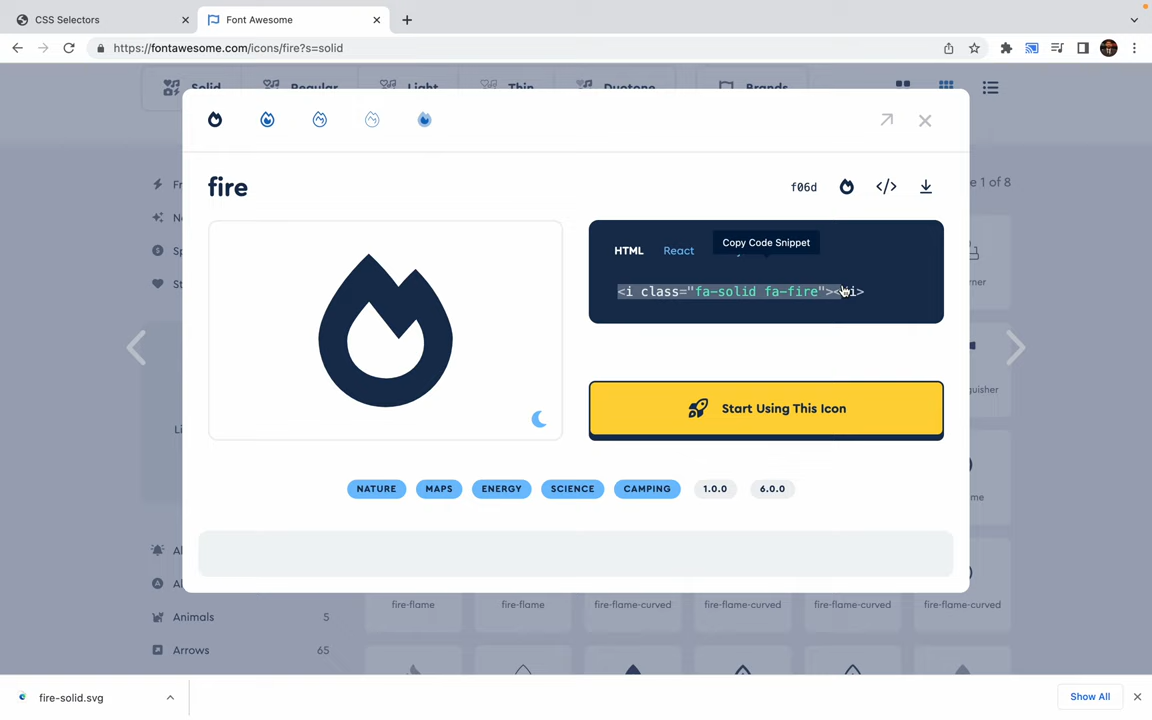 CSS Selectors
Font Awesome
https://fontawesome.com/icons/fire?s=solid
Solid
Regular
Light
Thin
Duotone
Brands
fire
f06d
e 1 of 8
HTML
React
Copy Code Snippet
<i class="fa-solid fa-fire"></i>
Start Using This Icon
NATURE
MAPS
ENERGY
SCIENCE
CAMPING
1.0.0
6.0.0
fire-flame
fire-flame
fire-flame-curved
fire-flame-curved
fire-flame-curved
fire-flame-curved
Animals
5
Arrows
65
fire-solid.svg
Show All